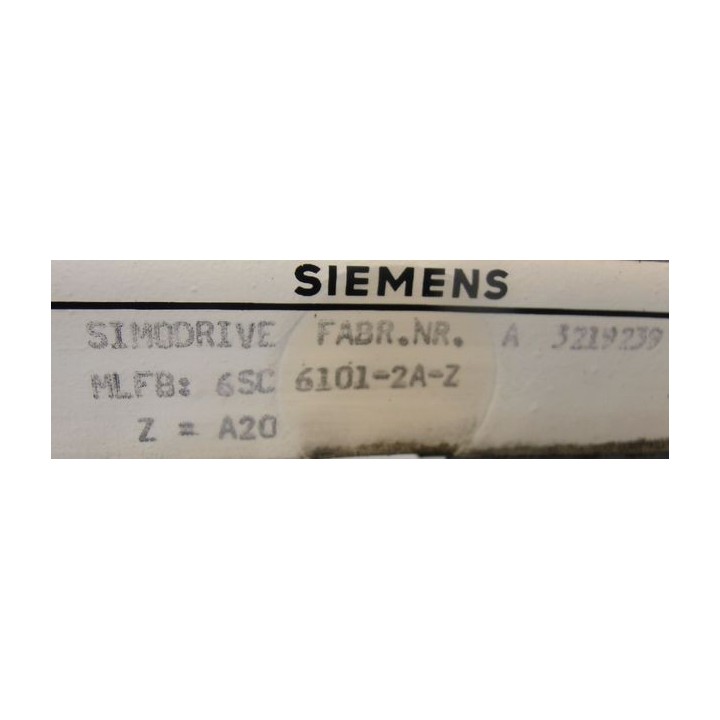 SIEMENS
SIMODRIVE FABR.NR. A 3219239
MLFB: 6SC 6101-2A-Z
Z = A20